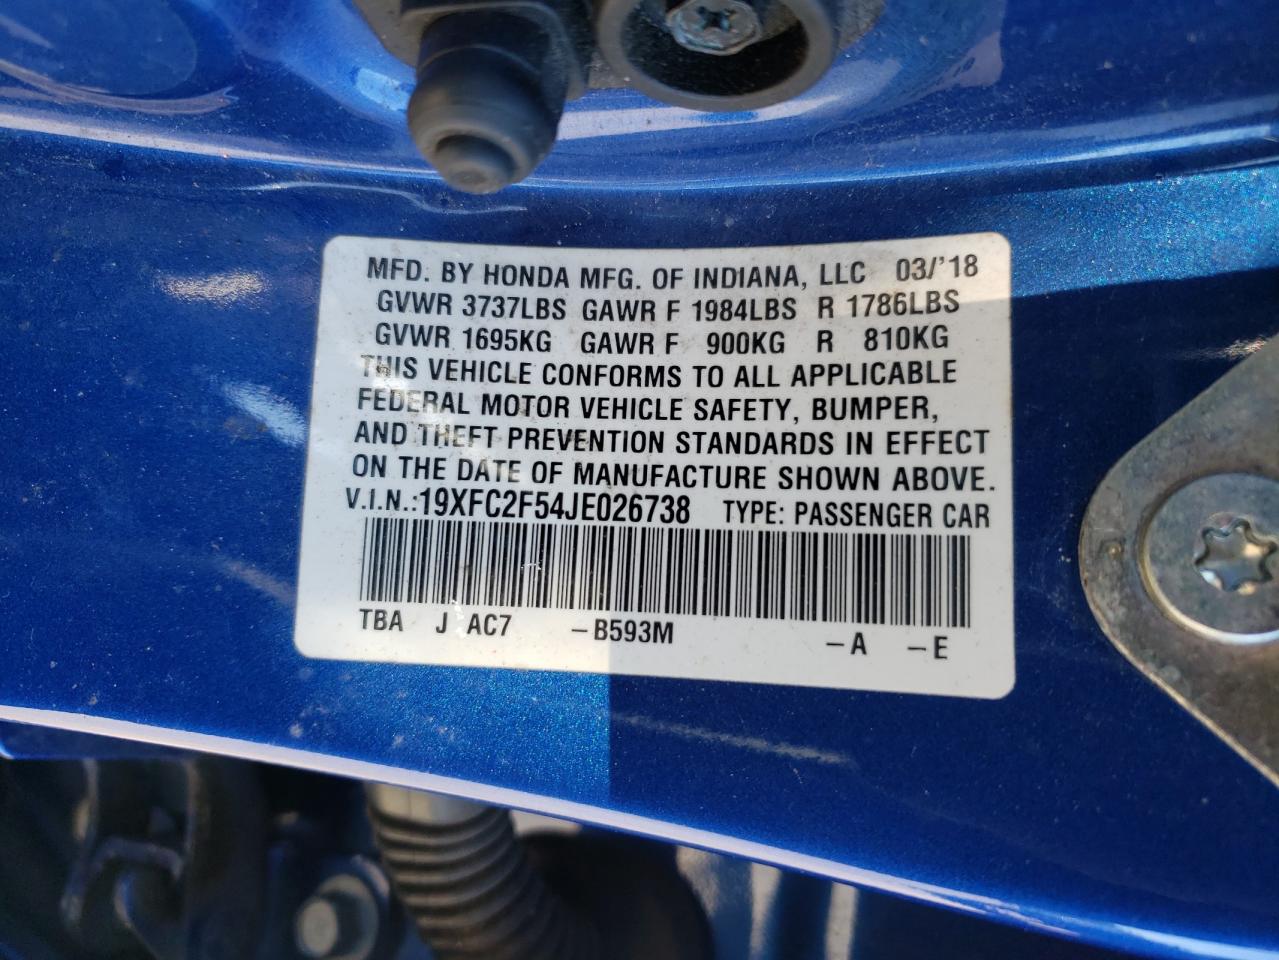 MFD. BY HONDA MFG. OF INDIANA, LLC 03/'18
GVWR 3737LBS GAWR F 1984LBS R 1786LBS
GVWR 1695KG GAWR F 900KG R 810KG
THIS VEHICLE CONFORMS TO ALL APPLICABLE
FEDERAL MOTOR VEHICLE SAFETY, BUMPER,
AND THEFT PREVENTION STANDARDS IN EFFECT
ON THE DATE OF MANUFACTURE SHOWN ABOVE.
V.I.N.:19XFC2F54JE026738 TYPE: PASSENGER CAR
TBA J AC7 -B593M -A -E